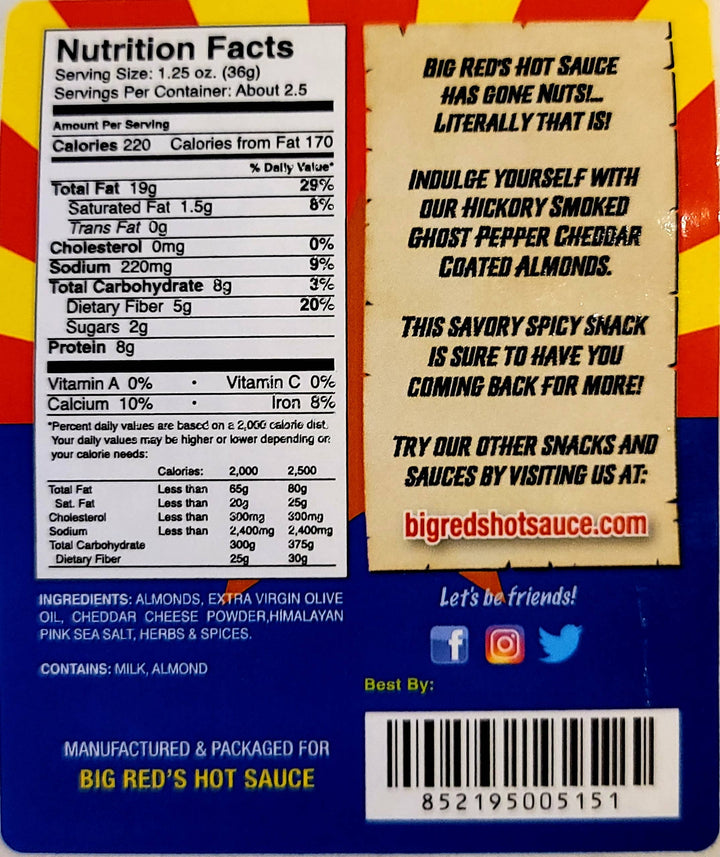 Nutrition Facts
Serving Size: 1.25 oz. (36g)
Servings Per Container: About 2.5
Amount Per Serving
Calories 220 Calories from Fat 170
% Daily Value*
Total Fat 19g 29%
Saturated Fat 1.5g 8%
Trans Fat 0g
Cholesterol 0mg 0%
Sodium 220mg 9%
Total Carbohydrate 8g 3%
Dietary Fiber 5g 20%
Sugars 2g
Protein 8g
Vitamin A 0% • Vitamin C 0%
Calcium 10% • Iron 8%
*Percent daily values are based on a 2,000 calorie diet.
Your daily values may be higher or lower depending on
your calorie needs:
Calories: 2,000 2,500
Total Fat Less than 65g 80g
Sat. Fat Less than 20g 25g
Cholesterol Less than 300mg 300mg
Sodium Less than 2,400mg 2,400mg
Total Carbohydrate 300g 375g
Dietary Fiber 25g 30g
INGREDIENTS: ALMONDS, EXTRA VIRGIN OLIVE
OIL, CHEDDAR CHEESE POWDER,HIMALAYAN
PINK SEA SALT, HERBS & SPICES.
CONTAINS: MILK, ALMOND
MANUFACTURED & PACKAGED FOR
BIG RED'S HOT SAUCE
BIG RED'S HOT SAUCE
HAS GONE NUTS!...
LITERALLY THAT IS!
INDULGE YOURSELF WITH
OUR HICKORY SMOKED
GHOST PEPPER CHEDDAR
COATED ALMONDS.
THIS SAVORY SPICY SNACK
IS SURE TO HAVE YOU
COMING BACK FOR MORE!
TRY OUR OTHER SNACKS AND
SAUCES BY VISITING US AT:
bigredshotsauce.com
Let's be friends!
f
Best By:
852195005151